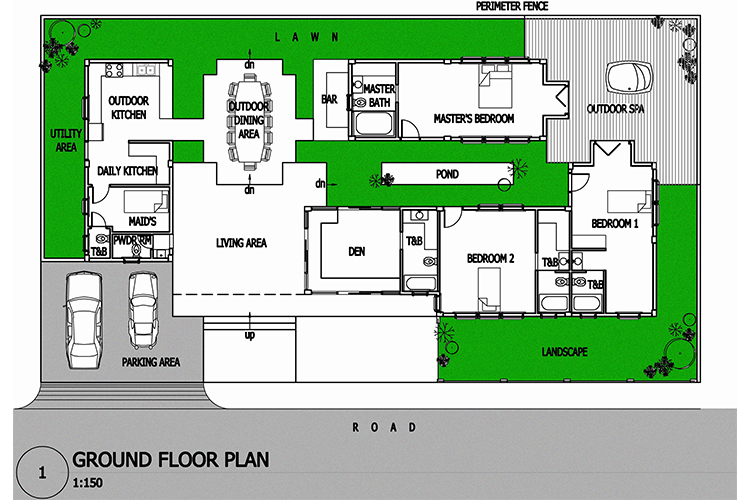 PERIMETER FENCE
L A W N
dn
OUTDOOR
KITCHEN
OUTDOOR
DINING
AREA
BAR
MASTER
BATH
MASTER'S BEDROOM
OUTDOOR SPA
UTILITY
AREA
DAILY KITCHEN
dn
dn
POND
MAID'S
T&B
PWDR RM
LIVING AREA
DEN
T&B
BEDROOM 2
T&B
BEDROOM 1
T&B
up
PARKING AREA
LANDSCAPE
R O A D
1
GROUND FLOOR PLAN
1:150